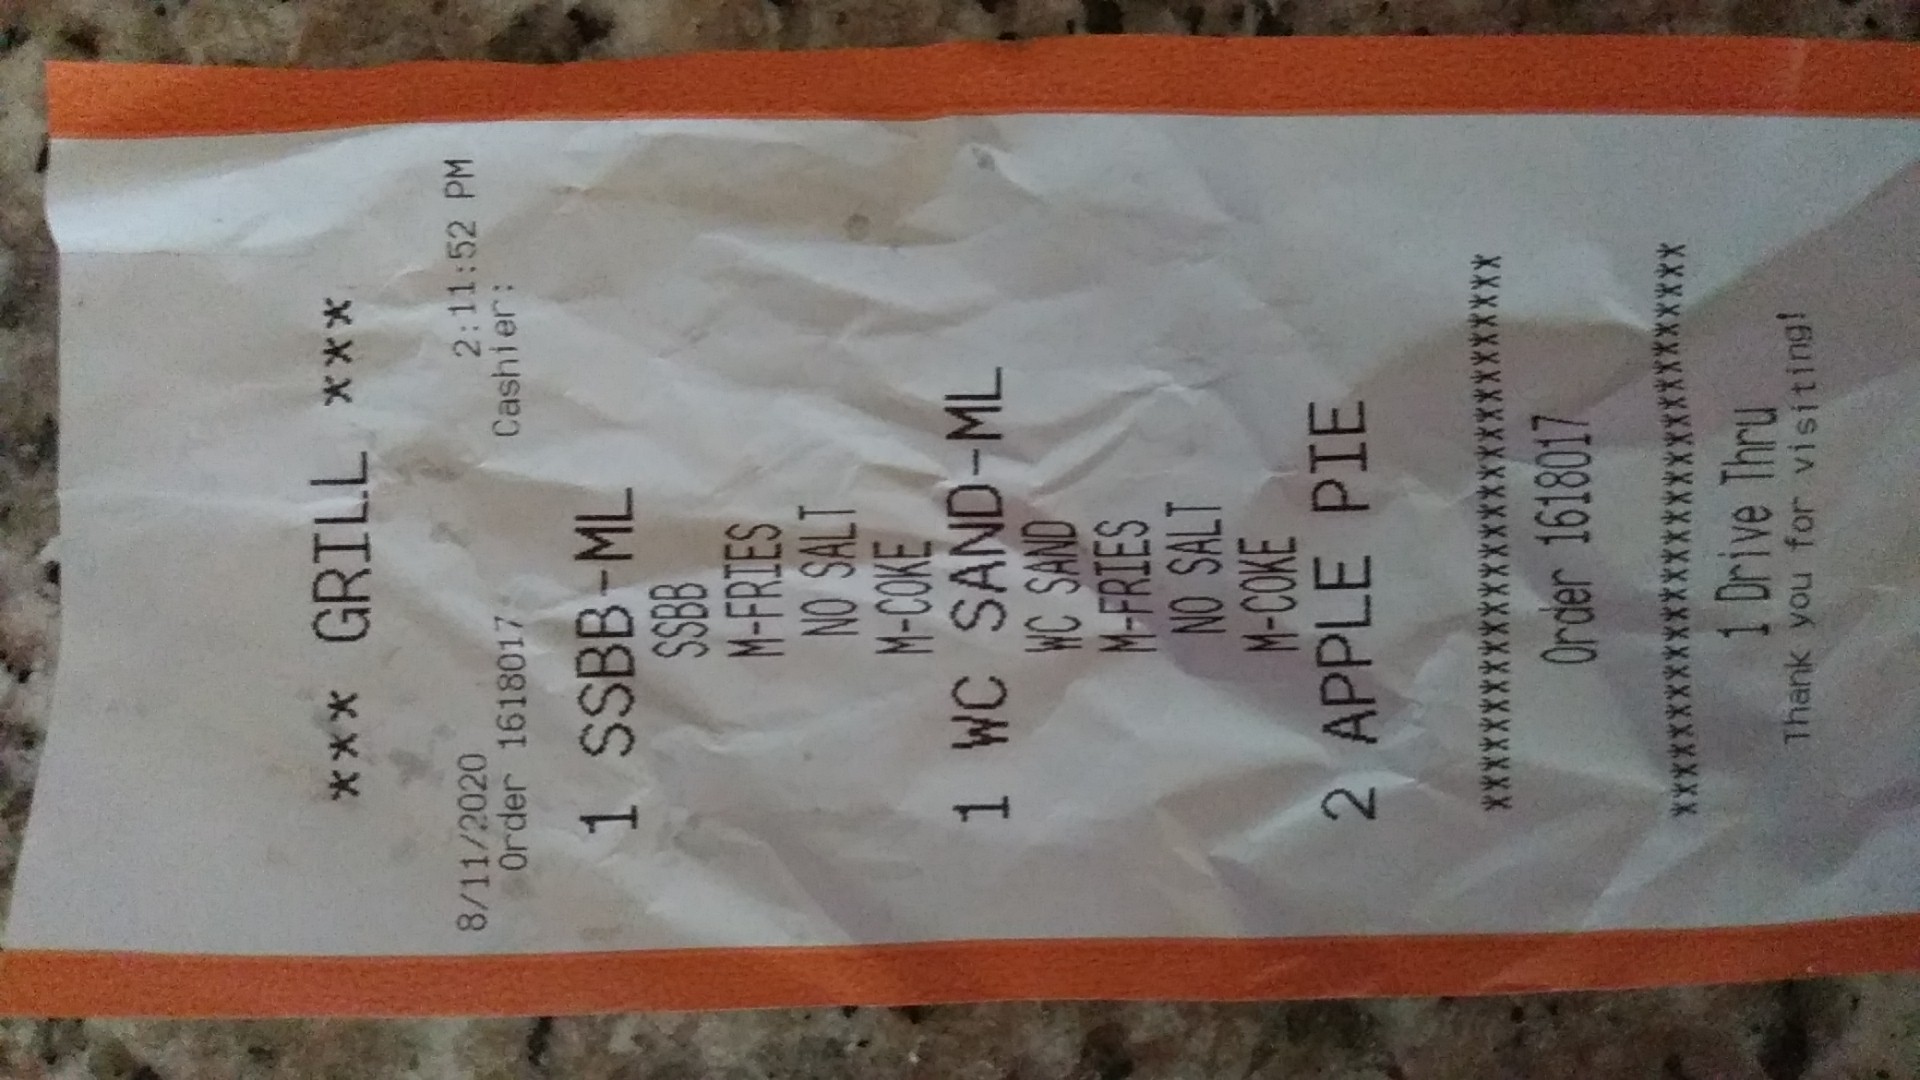 *** GRILL ***
8/11/2020 2:11:52 PM
Order 1618017 Cashier:
1 SSBB-ML
SSBB
M-FRIES
NO SALT
M-COKE
1 WC SAND-ML
WC SAND
M-FRIES
NO SALT
M-COKE
2 APPLE PIE
******************************
Order 1618017
******************************
1 Drive Thru
Thank you for visiting!